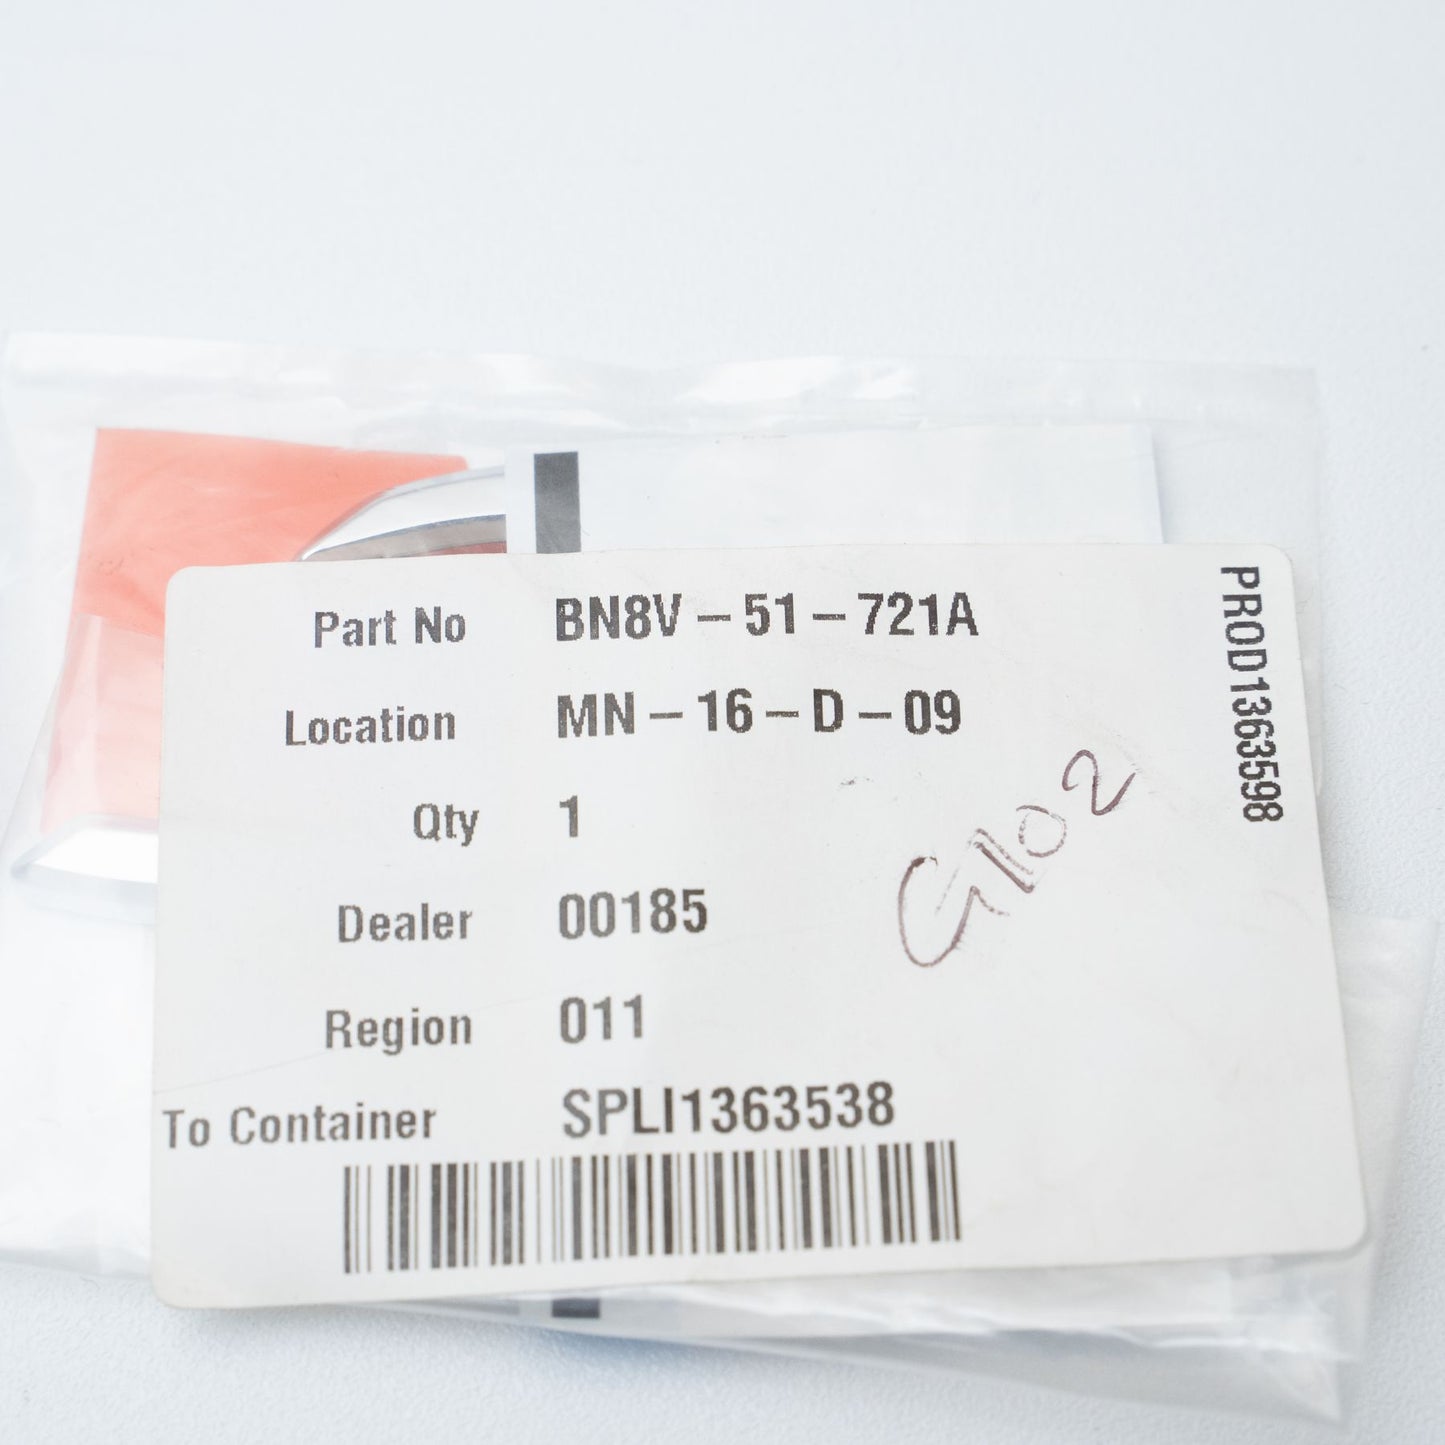 Part No BN8V-51-721A
Location MN-16-D-09
Qty 1
Dealer 00185
Region 011
To Container SPLI1363538
PROD1363598
G1102